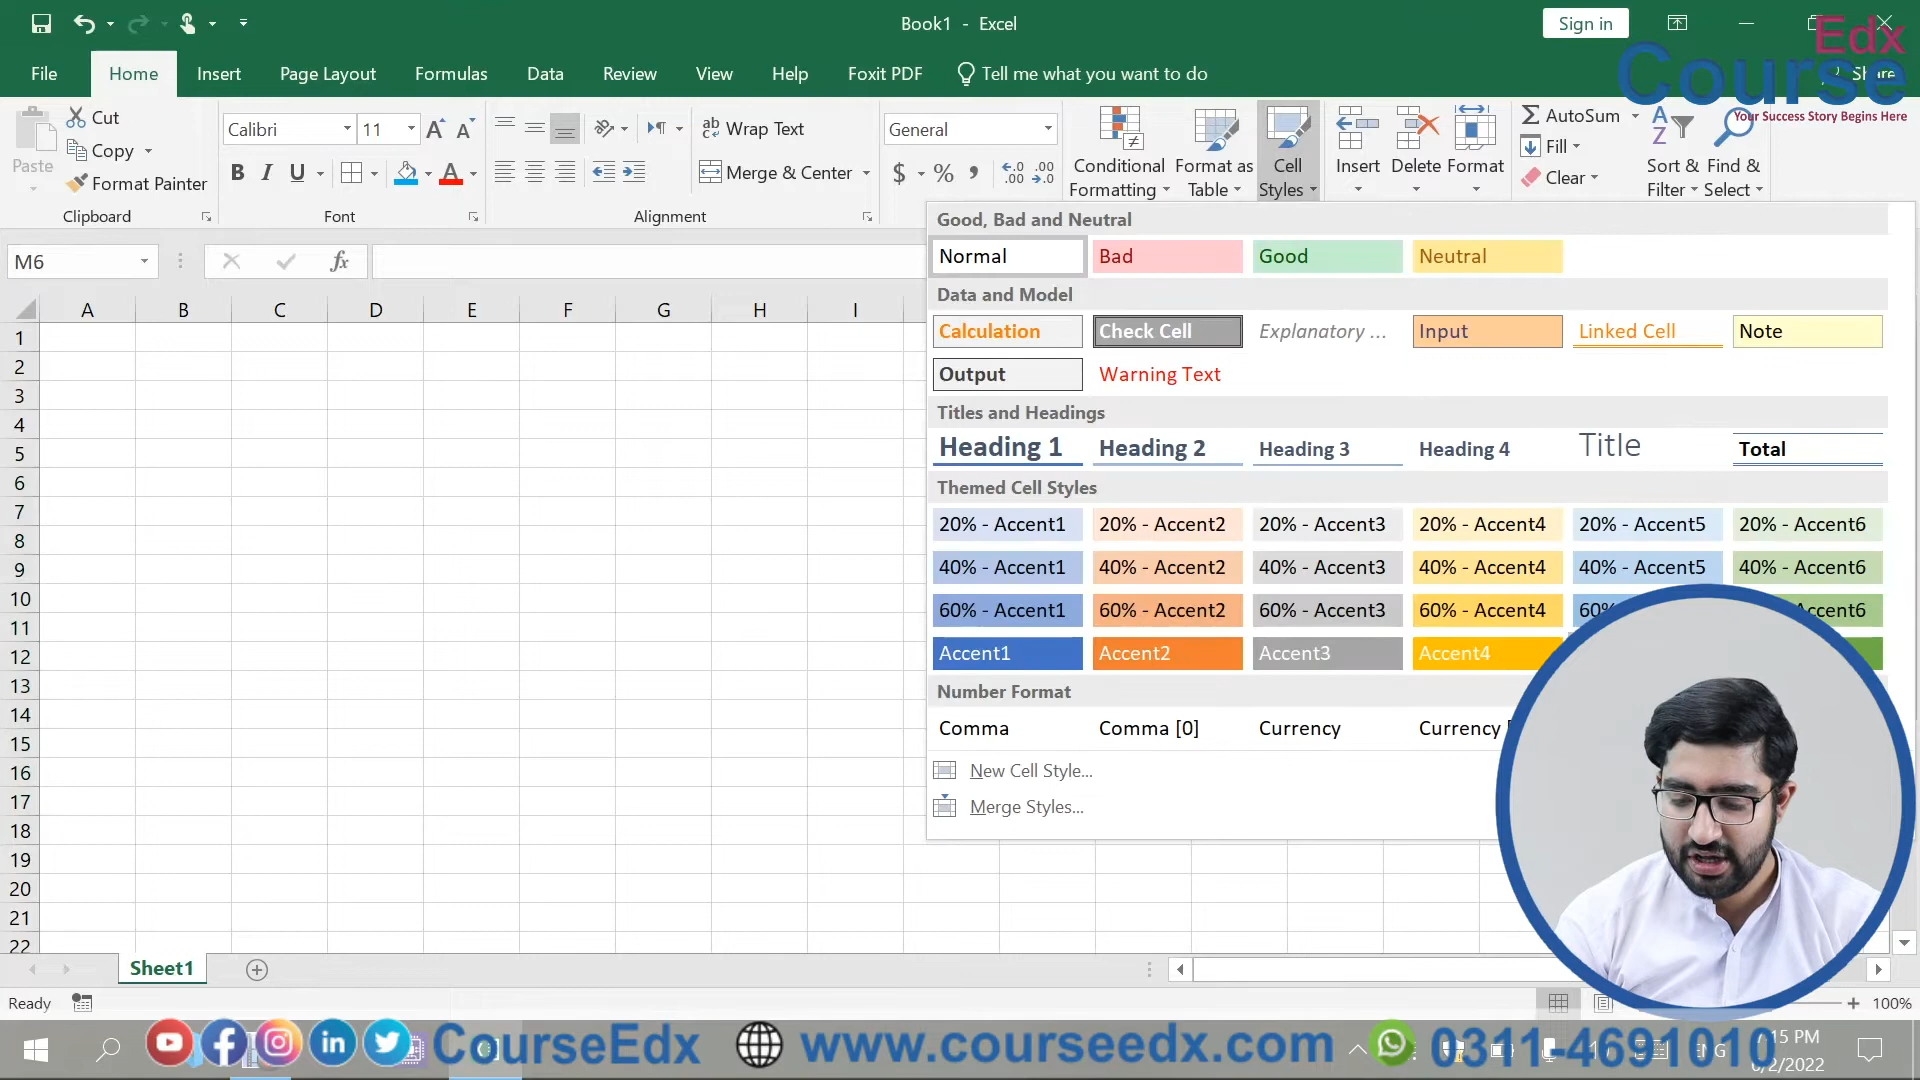 Book1 - Excel
Sign in
Edx
Course
Your Success Story Begins Here
File Home Insert Page Layout Formulas Data Review View Help Foxit PDF Tell me what you want to do Share
Paste
Cut
Copy
Format Painter
Clipboard
Calibri 11
B I U
Font
Wrap Text
Merge & Center
Alignment
General
$ % ,
Conditional Formatting
Format as Table
Cell Styles
Insert Delete Format
AutoSum
Fill
Clear
Sort & Filter
Find & Select
M6
fx
Good, Bad and Neutral
Normal Bad Good Neutral
Data and Model
Calculation Check Cell Explanatory ... Input Linked Cell Note
Output Warning Text
Titles and Headings
Heading 1 Heading 2 Heading 3 Heading 4 Title Total
Themed Cell Styles
20% - Accent1 20% - Accent2 20% - Accent3 20% - Accent4 20% - Accent5 20% - Accent6
40% - Accent1 40% - Accent2 40% - Accent3 40% - Accent4 40% - Accent5 40% - Accent6
60% - Accent1 60% - Accent2 60% - Accent3 60% - Accent4 60% Accent6
Accent1 Accent2 Accent3 Accent4
Number Format
Comma Comma [0] Currency Currency
New Cell Style...
Merge Styles...
A B C D E F G H I
1
2
3
4
5
6
7
8
9
10
11
12
13
14
15
16
17
18
19
20
21
22
Sheet1
Ready
100%
CourseEdx www.courseedx.com 0311-4691010
:15 PM
6/2/2022